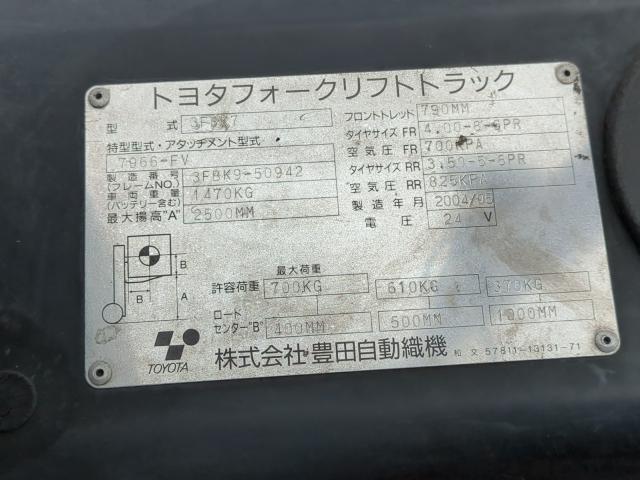 トヨタフォークリフトトラック
型 式 3FBK7
フロントトレッド 790MM
特型型式・アタッチメント型式
タイヤサイズ FR 4.00-8-6PR
7966-FV
空気圧 FR 700KPA
製造番号(フレームNO.) 3FBK9-50942
タイヤサイズ RR 3.50-5-6PR
車両重量(バッテリー含む) 1470KG
空気圧 RR 825KPA
最大揚高"A" 2500MM
製造年月 2004/05
電圧 24 V
B
B
A
最大荷重
許容荷重 700KG 610KG 370KG
ロードセンター"B" 400MM 500MM 1000MM
TOYOTA
株式会社 豊田自動織機
和文 57811-13131-71